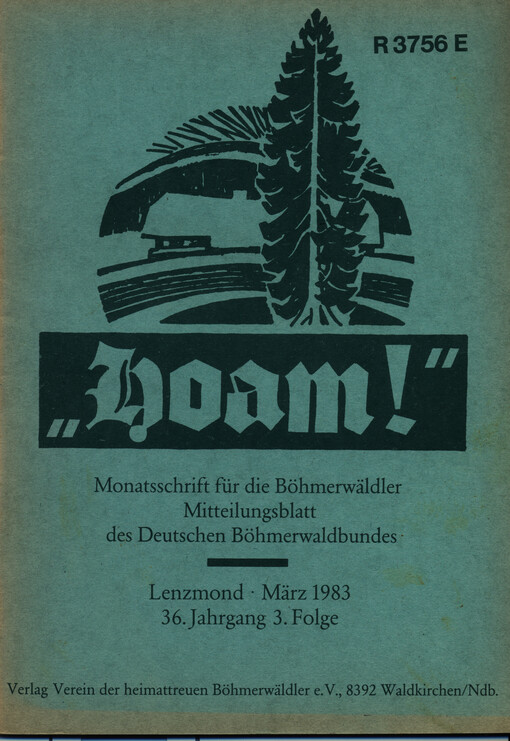 R 3756 E
„Hoam!“
Monatsschrift für die Böhmerwäldler
Mitteilungsblatt
des Deutschen Böhmerwaldbundes
Lenzmond · März 1983
36. Jahrgang 3. Folge
Verlag Verein der heimattreuen Böhmerwäldler e.V., 8392 Waldkirchen/Ndb.